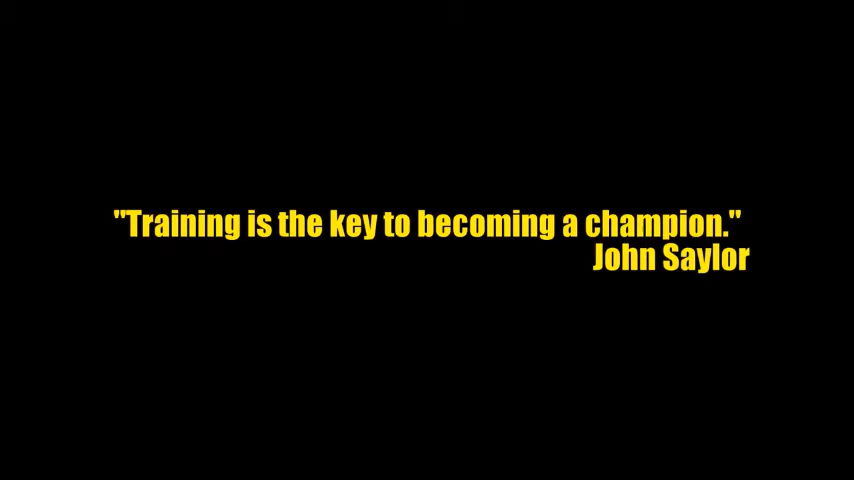 "Training is the key to becoming a champion."
John Saylor